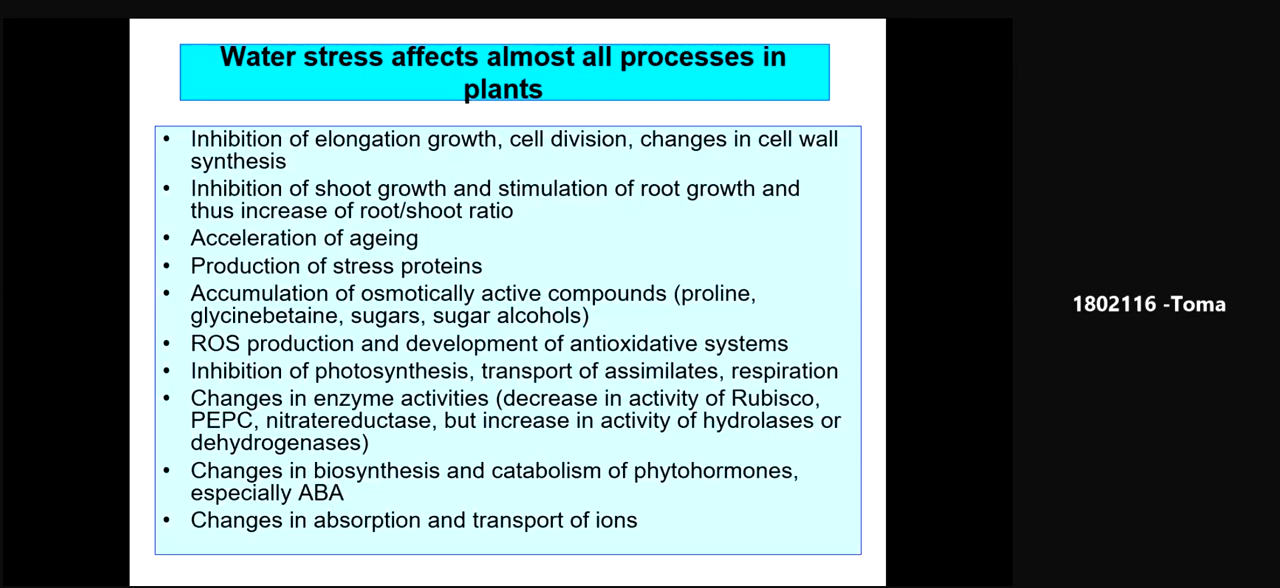 Water stress affects almost all processes in
plants
• Inhibition of elongation growth, cell division, changes in cell wall
synthesis
• Inhibition of shoot growth and stimulation of root growth and
thus increase of root/shoot ratio
• Acceleration of ageing
• Production of stress proteins
• Accumulation of osmotically active compounds (proline,
glycinebetaine, sugars, sugar alcohols)
• ROS production and development of antioxidative systems
• Inhibition of photosynthesis, transport of assimilates, respiration
• Changes in enzyme activities (decrease in activity of Rubisco,
PEPC, nitratereductase, but increase in activity of hydrolases or
dehydrogenases)
• Changes in biosynthesis and catabolism of phytohormones,
especially ABA
• Changes in absorption and transport of ions
1802116 -Toma